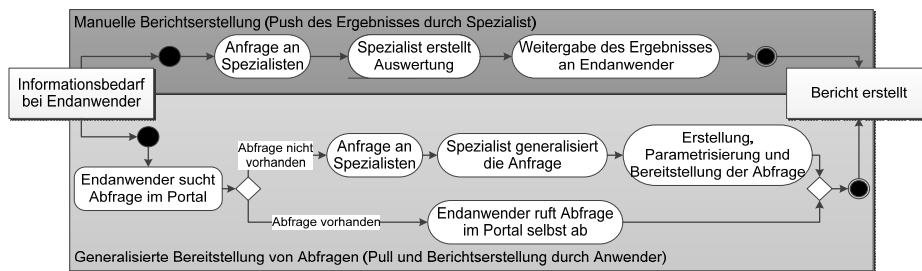 Manuelle Berichtserstellung (Push des Ergebnisses durch Spezialist)
Informationsbedarf
bei Endanwender
Anfrage an
Spezialisten
Spezialist erstellt
Auswertung
Weitergabe des Ergebnisses
an Endanwender
Bericht erstellt
Endanwender sucht
Abfrage im Portal
Abfrage nicht
vorhanden
Anfrage an
Spezialisten
Spezialist generalisiert
die Anfrage
Erstellung,
Parametrisierung und
Bereitstellung der Abfrage
Abfrage vorhanden
Endanwender ruft Abfrage
im Portal selbst ab
Generalisierte Bereitstellung von Abfragen (Pull und Berichtserstellung durch Anwender)